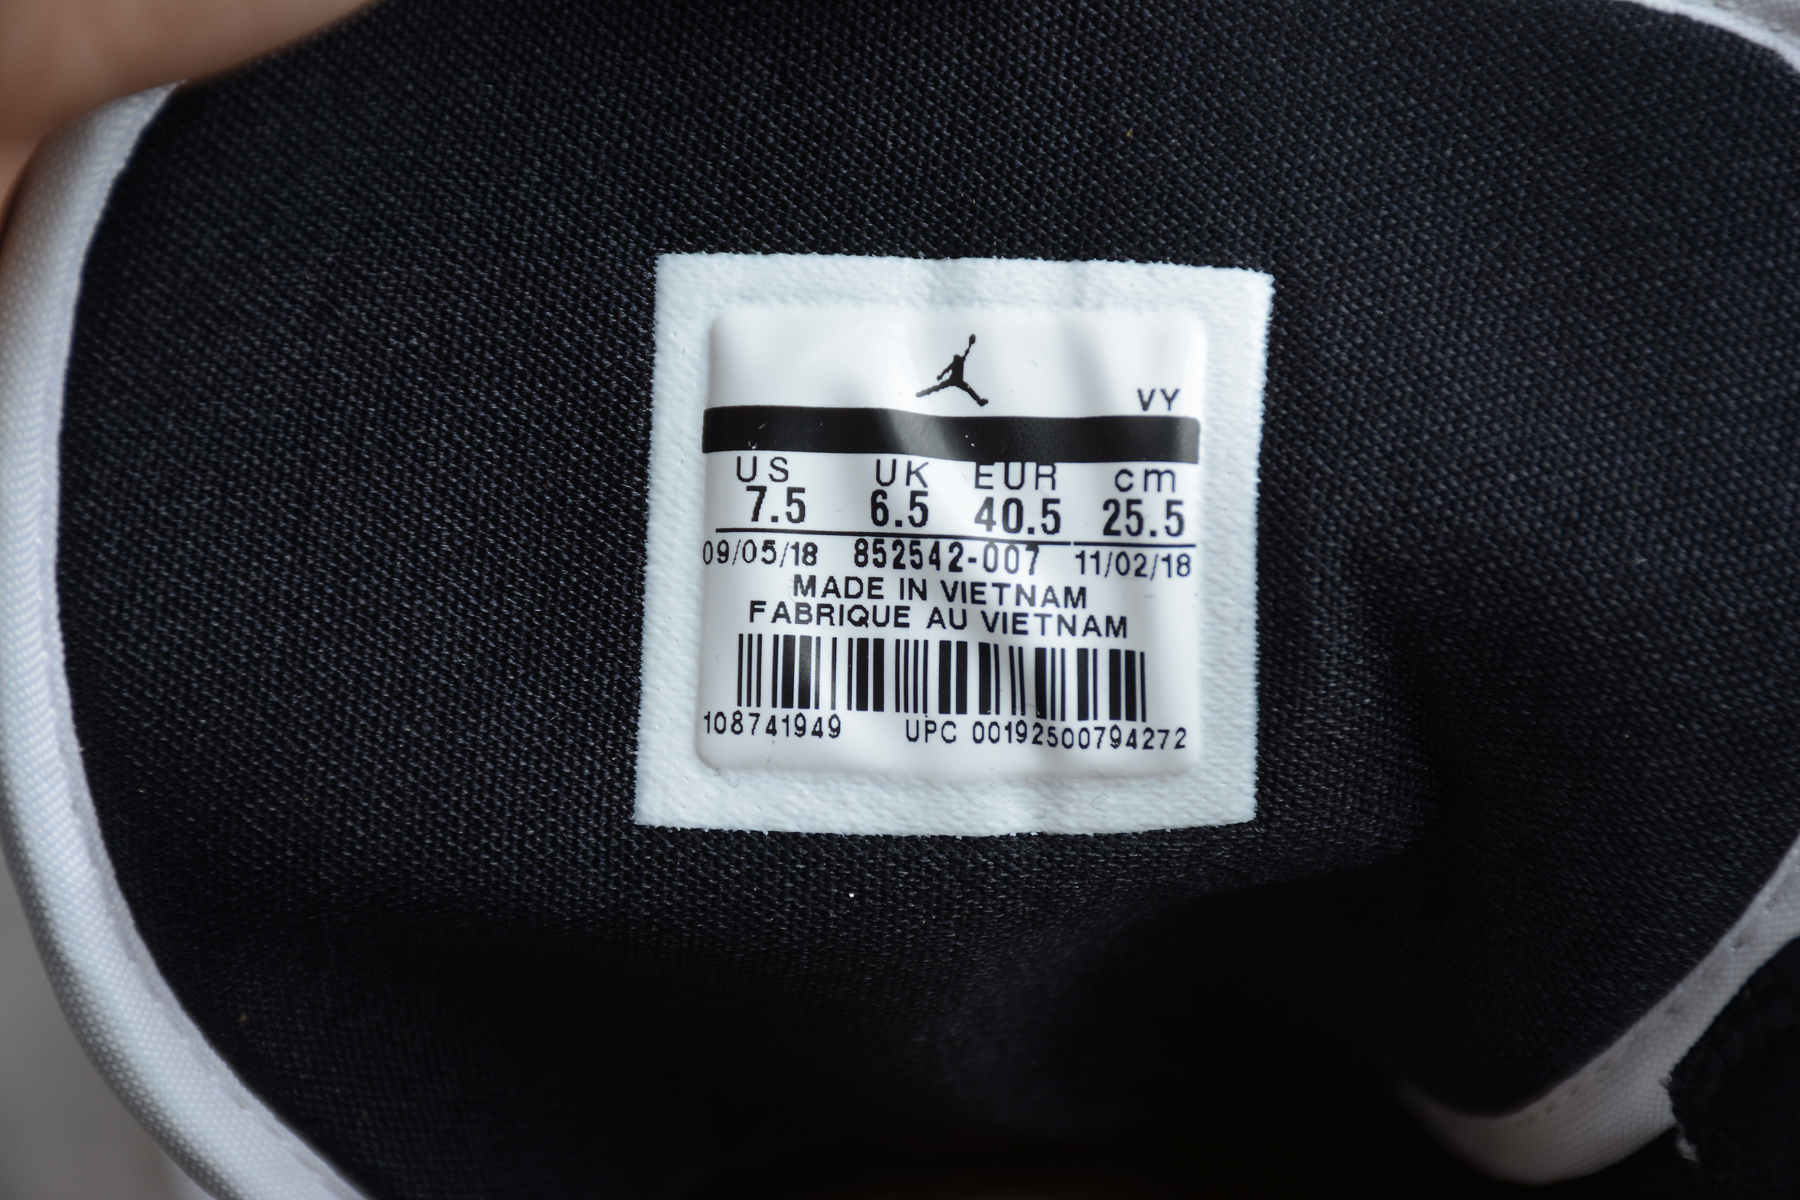 VY
US UK EUR cm
7.5 6.5 40.5 25.5
09/05/18 852542-007 11/02/18
MADE IN VIETNAM
FABRIQUE AU VIETNAM
108741949 UPC 00192500794272